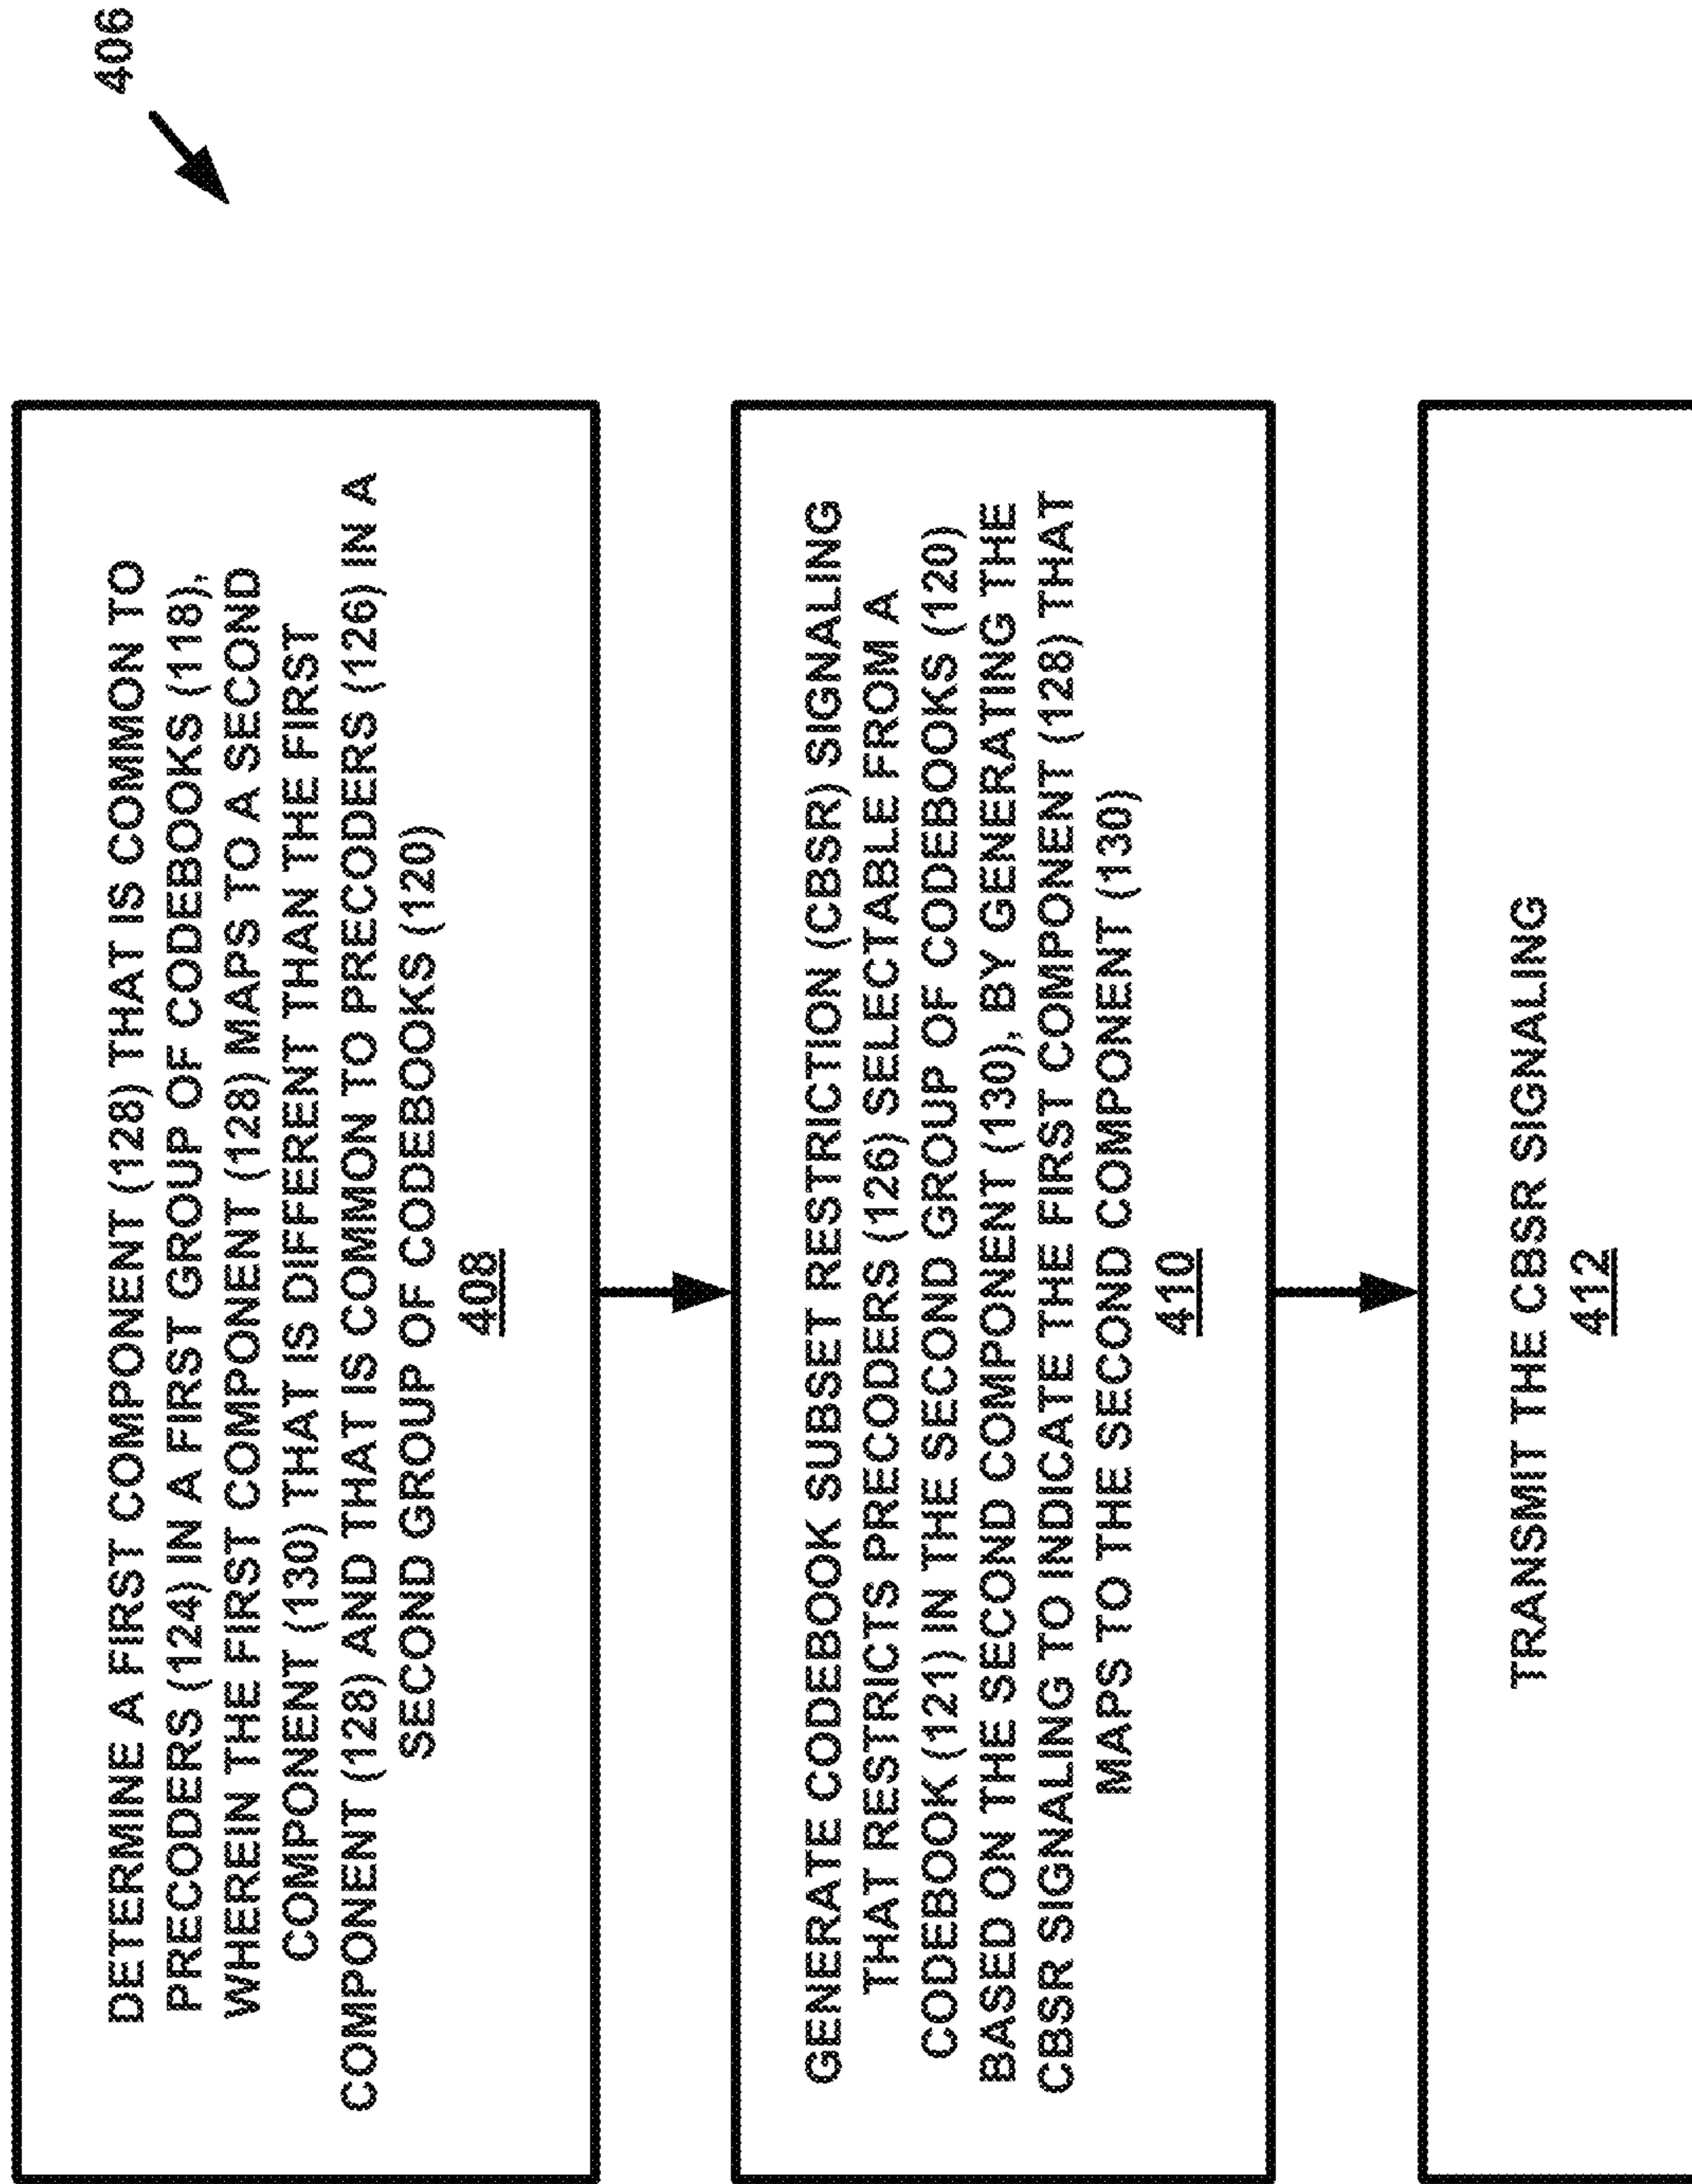 406
DETERMINE A FIRST COMPONENT (128) THAT IS COMMON TO
PRECODERS (124) IN A FIRST GROUP OF CODEBOOKS (118),
WHEREIN THE FIRST COMPONENT (128) MAPS TO A SECOND
COMPONENT (130) THAT IS DIFFERENT THAN THE FIRST
COMPONENT (128) AND THAT IS COMMON TO PRECODERS (126) IN A
SECOND GROUP OF CODEBOOKS (120)
408
GENERATE CODEBOOK SUBSET RESTRICTION (CBSR) SIGNALING
THAT RESTRICTS PRECODERS (126) SELECTABLE FROM A
CODEBOOK (121) IN THE SECOND GROUP OF CODEBOOKS (120)
BASED ON THE SECOND COMPONENT (130), BY GENERATING THE
CBSR SIGNALING TO INDICATE THE FIRST COMPONENT (128) THAT
MAPS TO THE SECOND COMPONENT (130)
410
TRANSMIT THE CBSR SIGNALING
412